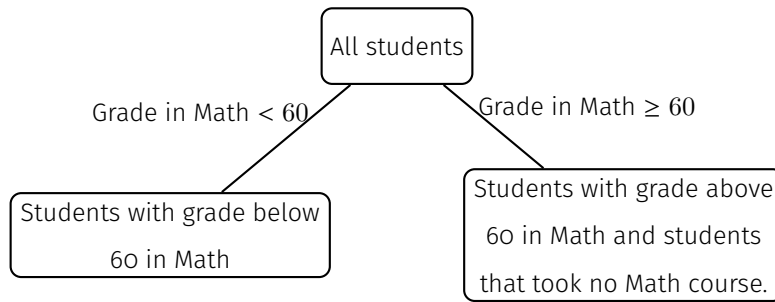 All students
Grade in Math < 60
Grade in Math ≥ 60
Students with grade below
60 in Math
Students with grade above
60 in Math and students
that took no Math course.